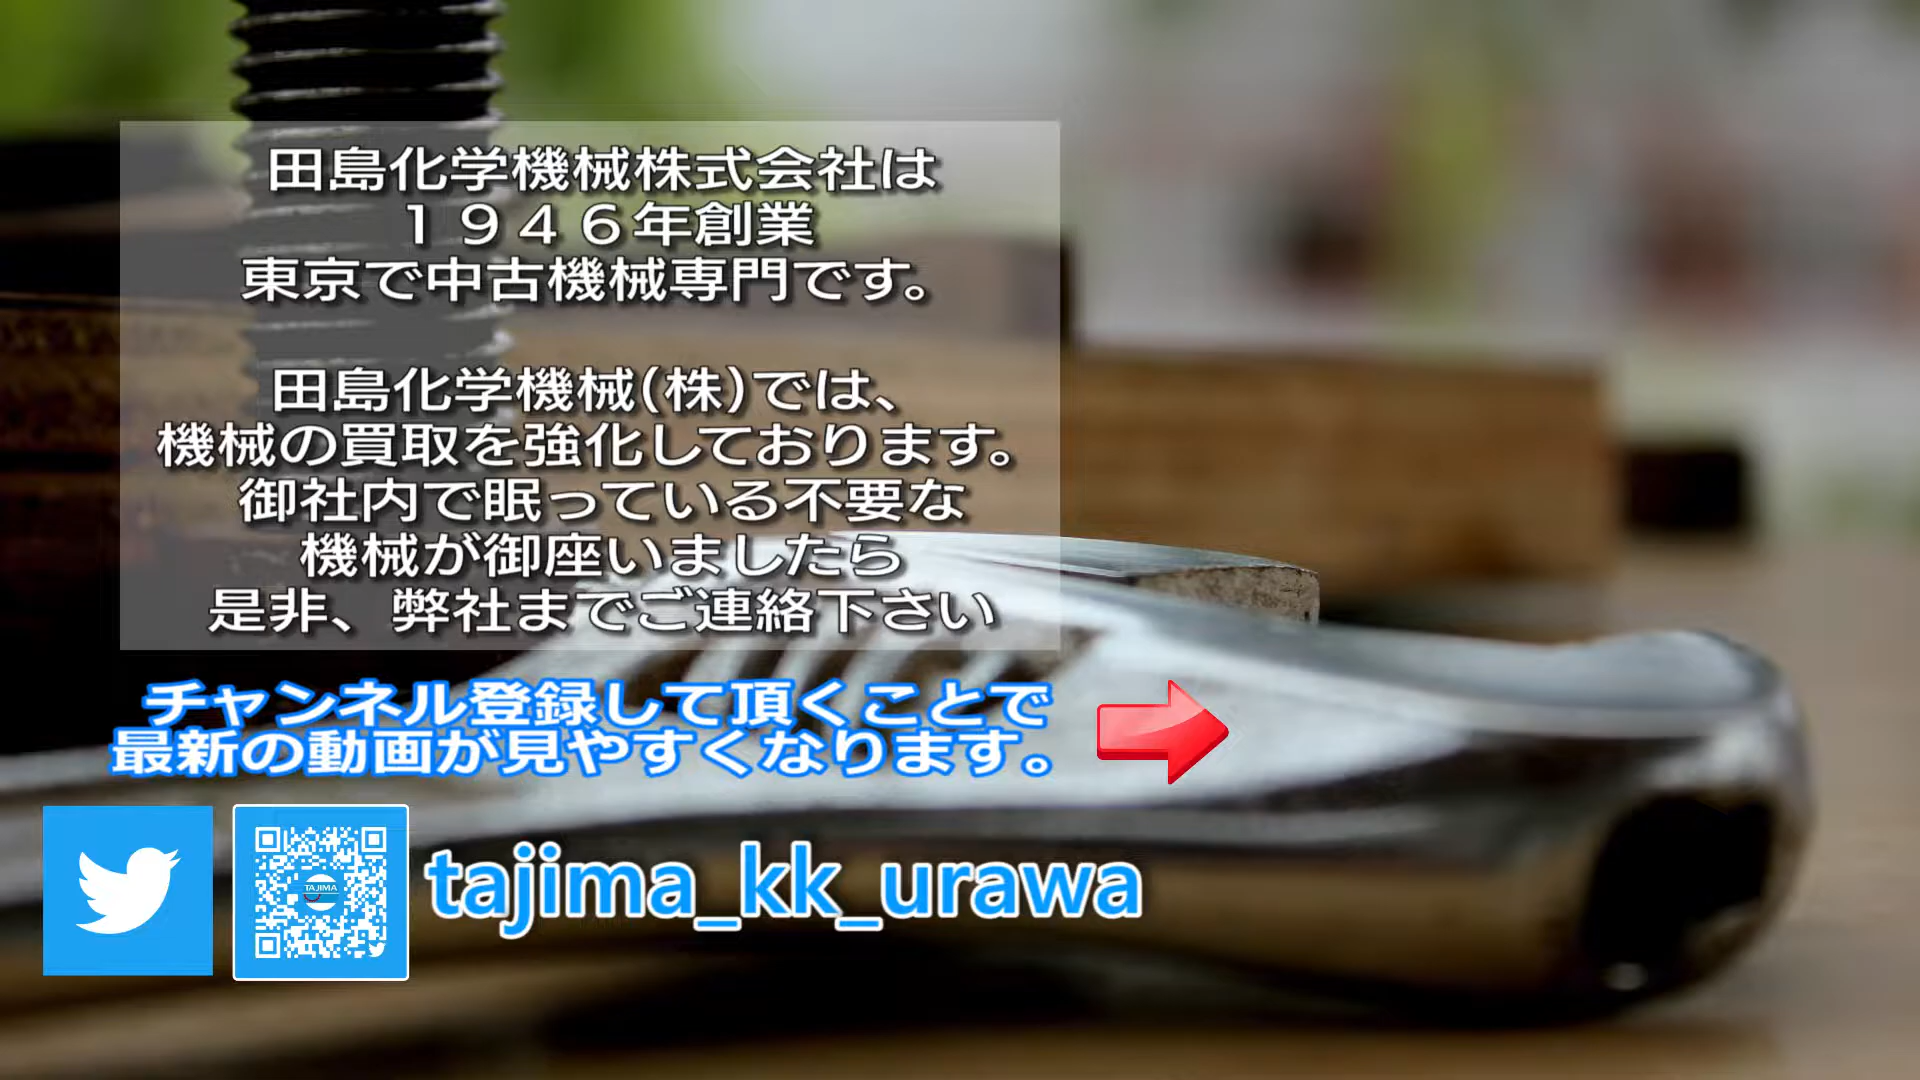 田島化学機械株式会社は
１９４６年創業
東京で中古機械専門です。
田島化学機械(株)では、
機械の買取を強化しております。
御社内で眠っている不要な
機械が御座いましたら
是非、弊社までご連絡下さい
チャンネル登録して頂くことで
最新の動画が見やすくなります。
TAJIMA
tajima_kk_urawa